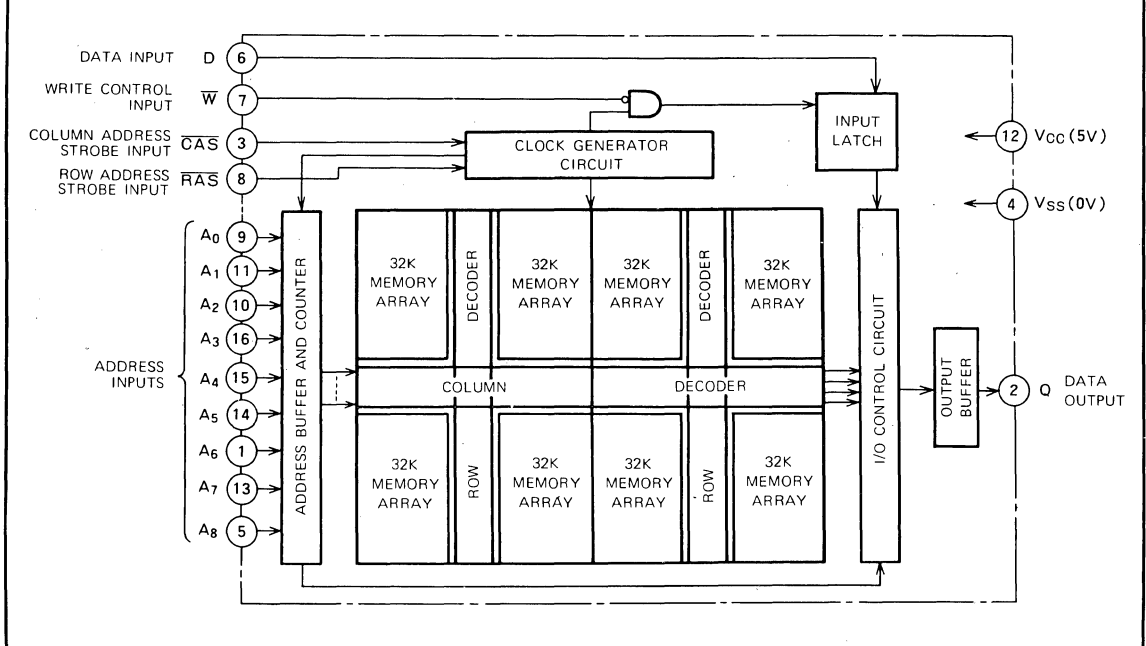 DATA INPUT D 6
WRITE CONTROL
INPUT W̅ 7
COLUMN ADDRESS
STROBE INPUT C̅A̅S̅ 3
ROW ADDRESS
STROBE INPUT R̅A̅S̅ 8
CLOCK GENERATOR
CIRCUIT
INPUT
LATCH
12 VCC (5V)
4 VSS (0V)
ADDRESS
INPUTS
A0 9
A1 11
A2 10
A3 16
A4 15
A5 14
A6 1
A7 13
A8 5
ADDRESS BUFFER AND COUNTER
32K
MEMORY
ARRAY
DECODER
32K
MEMORY
ARRAY
32K
MEMORY
ARRAY
DECODER
32K
MEMORY
ARRAY
COLUMN DECODER
32K
MEMORY
ARRAY
ROW
32K
MEMORY
ARRAY
32K
MEMORY
ARRAY
ROW
32K
MEMORY
ARRAY
I/O CONTROL CIRCUIT
OUTPUT
BUFFER
2 Q DATA
OUTPUT